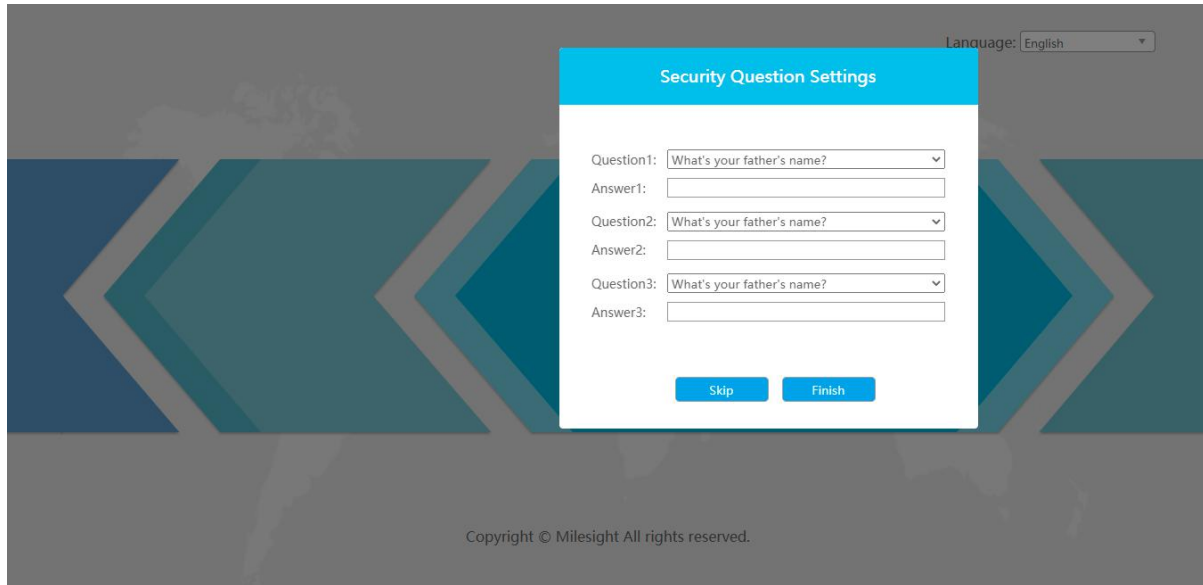 Language: English
Security Question Settings
Question1: What's your father's name?
Answer1:
Question2: What's your father's name?
Answer2:
Question3: What's your father's name?
Answer3:
Skip Finish
Copyright © Milesight All rights reserved.